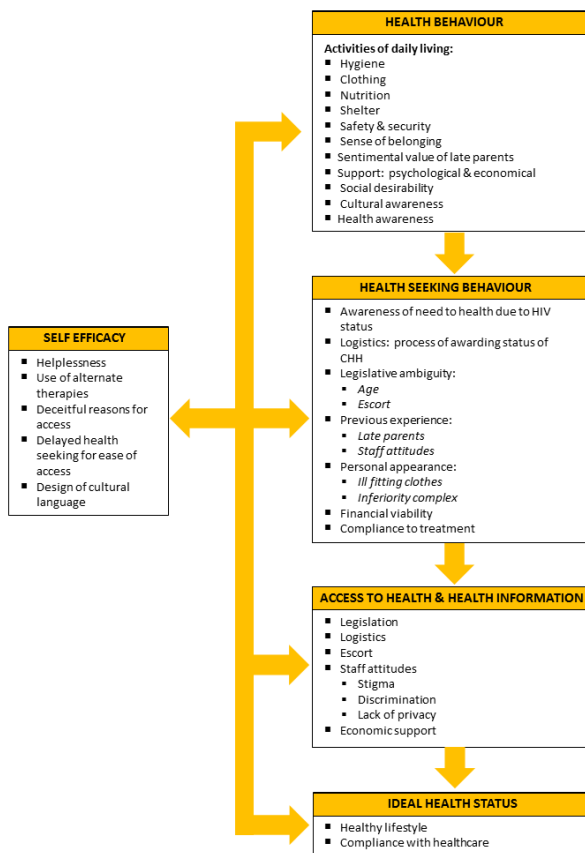 HEALTH BEHAVIOUR
Activities of daily living:
▪ Hygiene
▪ Clothing
▪ Nutrition
▪ Shelter
▪ Safety & security
▪ Sense of belonging
▪ Sentimental value of late parents
▪ Support: psychological & economical
▪ Social desirability
▪ Cultural awareness
▪ Health awareness
HEALTH SEEKING BEHAVIOUR
▪ Awareness of need to health due to HIV
status
▪ Logistics: process of awarding status of
CHH
▪ Legislative ambiguity:
▪ Age
▪ Escort
▪ Previous experience:
▪ Late parents
▪ Staff attitudes
▪ Personal appearance:
▪ Ill fitting clothes
▪ Inferiority complex
▪ Financial viability
▪ Compliance to treatment
SELF EFFICACY
▪ Helplessness
▪ Use of alternate
therapies
▪ Deceitful reasons for
access
▪ Delayed health
seeking for ease of
access
▪ Design of cultural
language
ACCESS TO HEALTH & HEALTH INFORMATION
▪ Legislation
▪ Logistics
▪ Escort
▪ Staff attitudes
▪ Stigma
▪ Discrimination
▪ Lack of privacy
▪ Economic support
IDEAL HEALTH STATUS
▪ Healthy lifestyle
▪ Compliance with healthcare